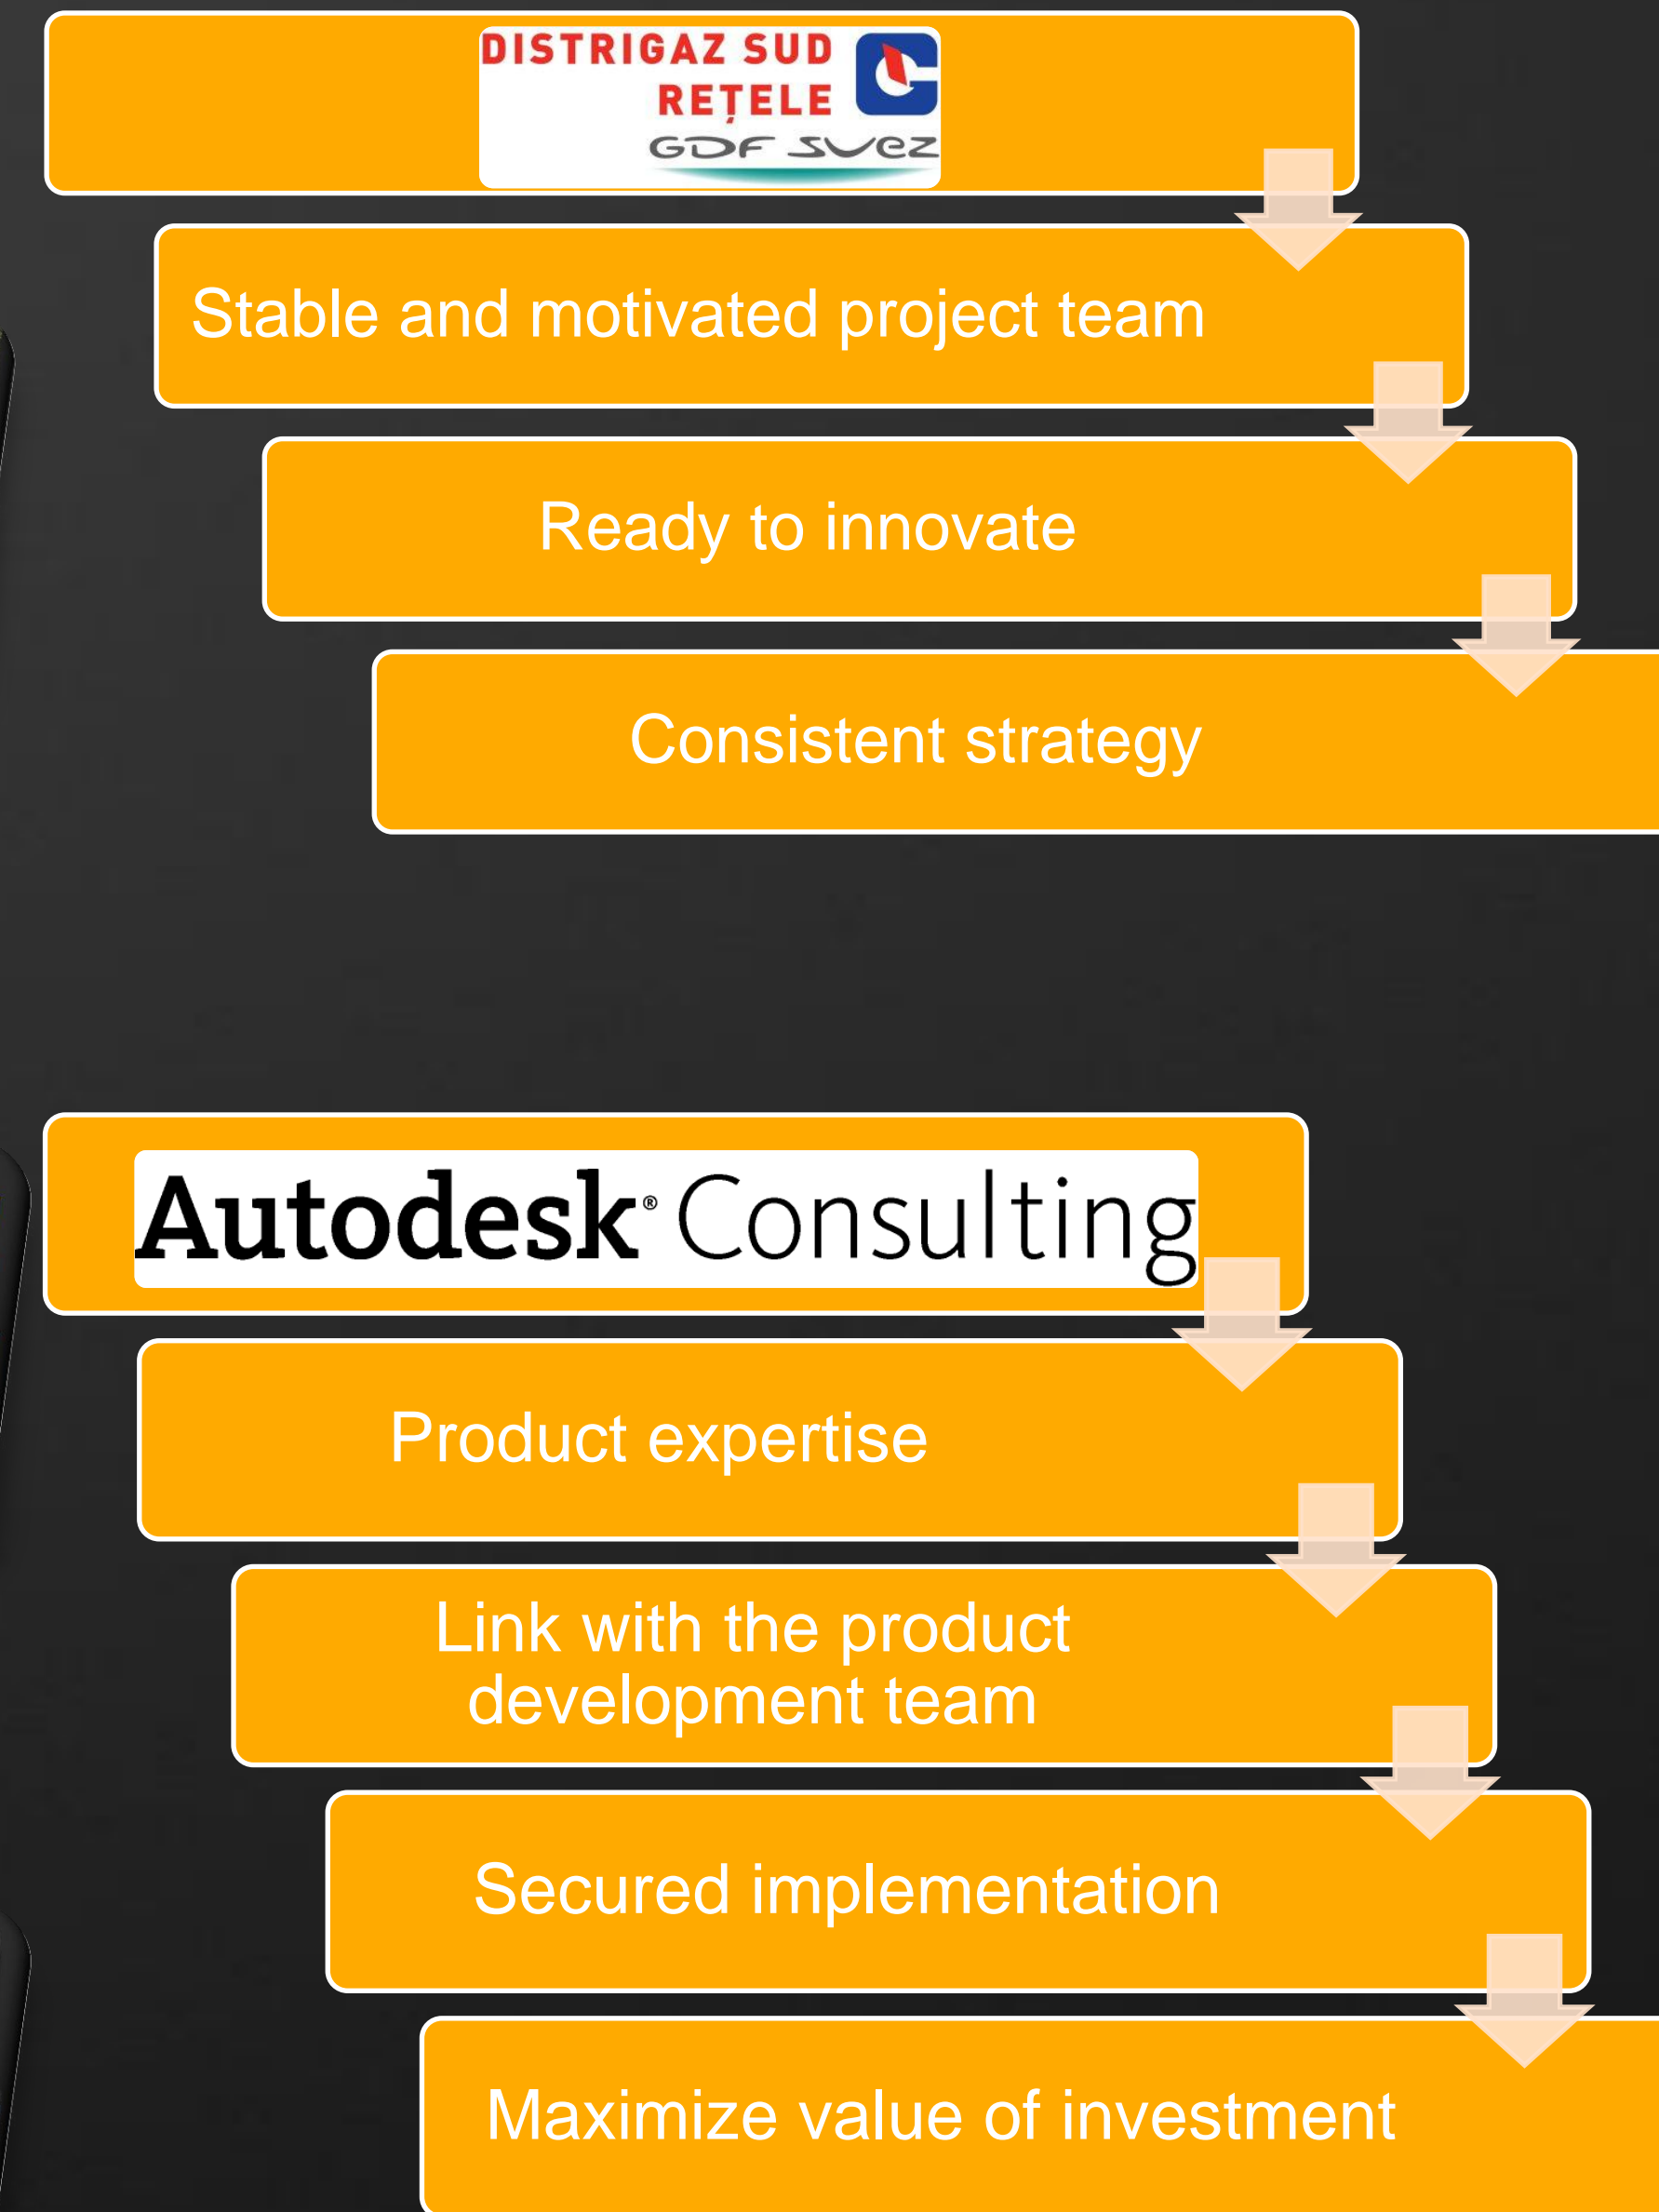 DISTRIGAZ SUD
REȚELE
GDF SUEZ
Stable and motivated project team
Ready to innovate
Consistent strategy
Autodesk® Consulting
Product expertise
Link with the product
development team
Secured implementation
Maximize value of investment